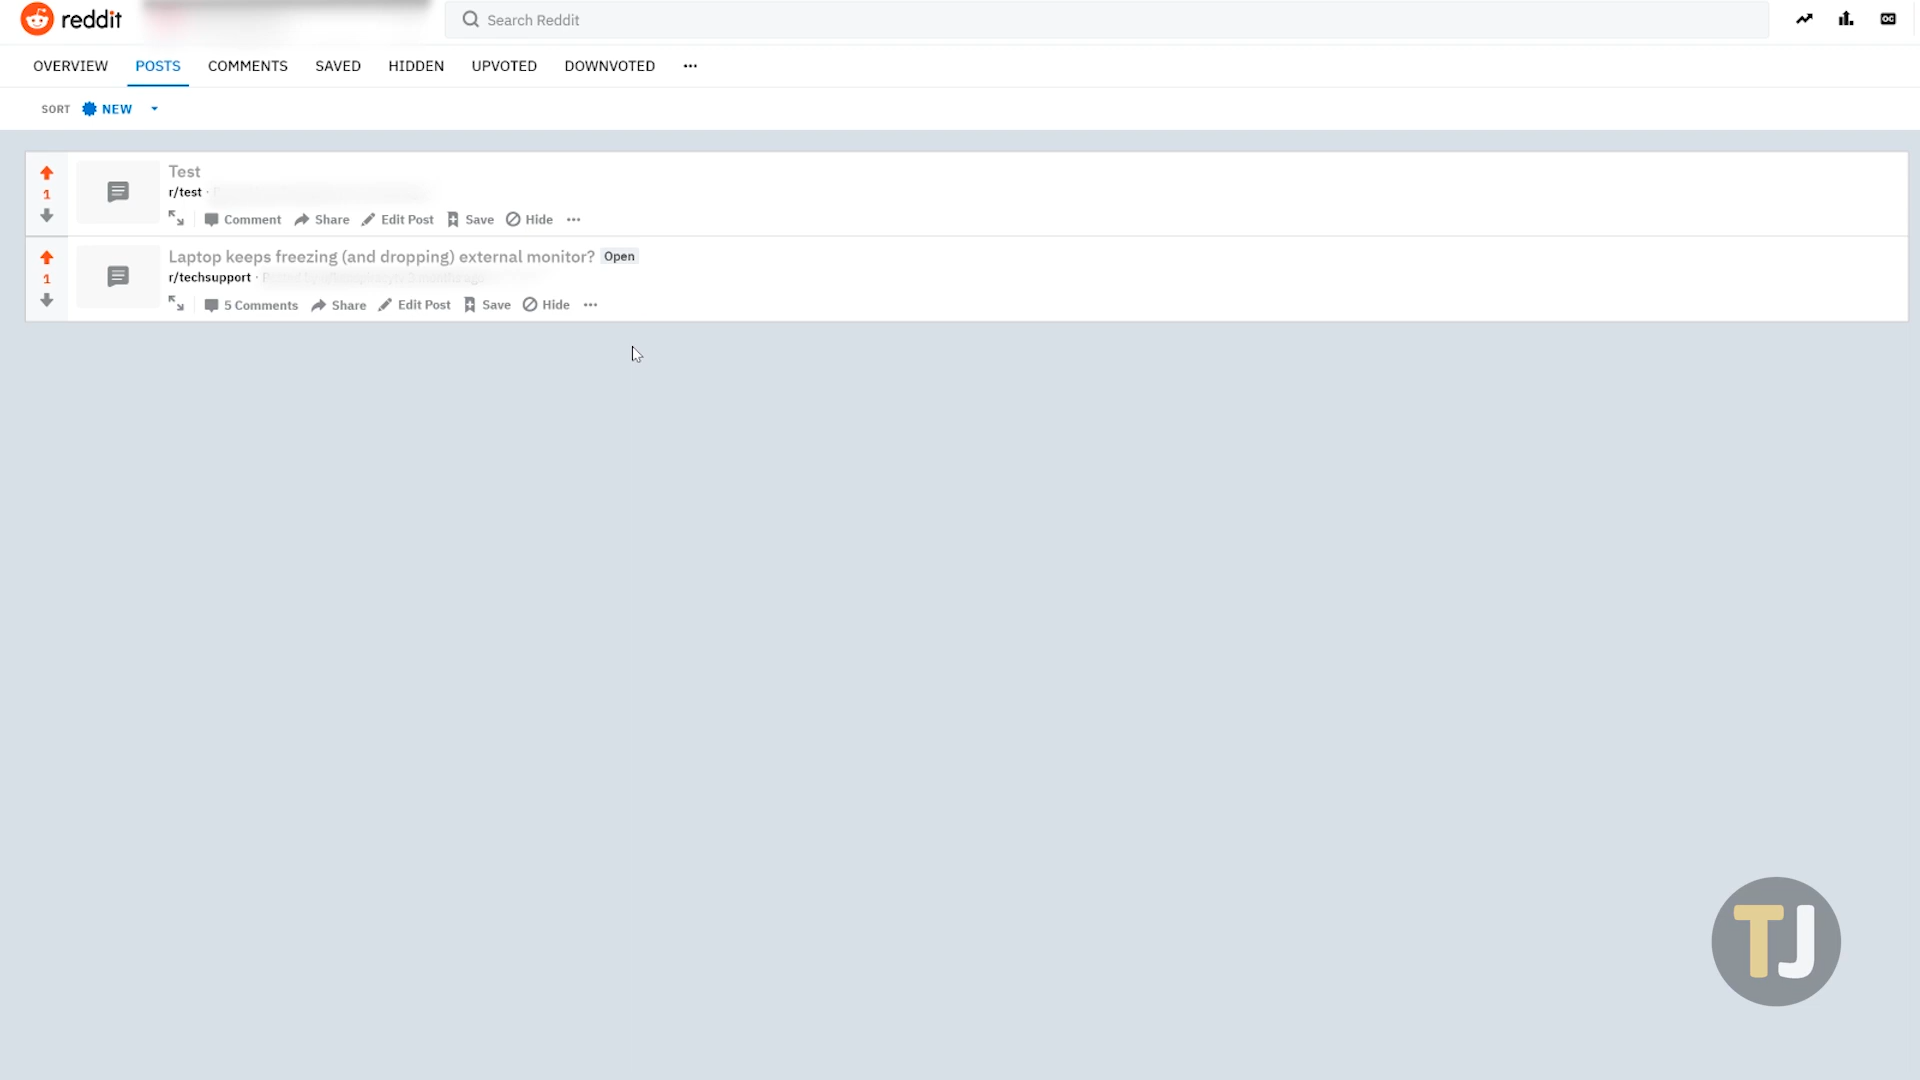 reddit
Search Reddit
OVERVIEW POSTS COMMENTS SAVED HIDDEN UPVOTED DOWNVOTED ...
SORT NEW
Test
1
r/test ·
Comment Share Edit Post Save Hide ...
Laptop keeps freezing (and dropping) external monitor? Open
1
r/techsupport ·
5 Comments Share Edit Post Save Hide ...
TJ